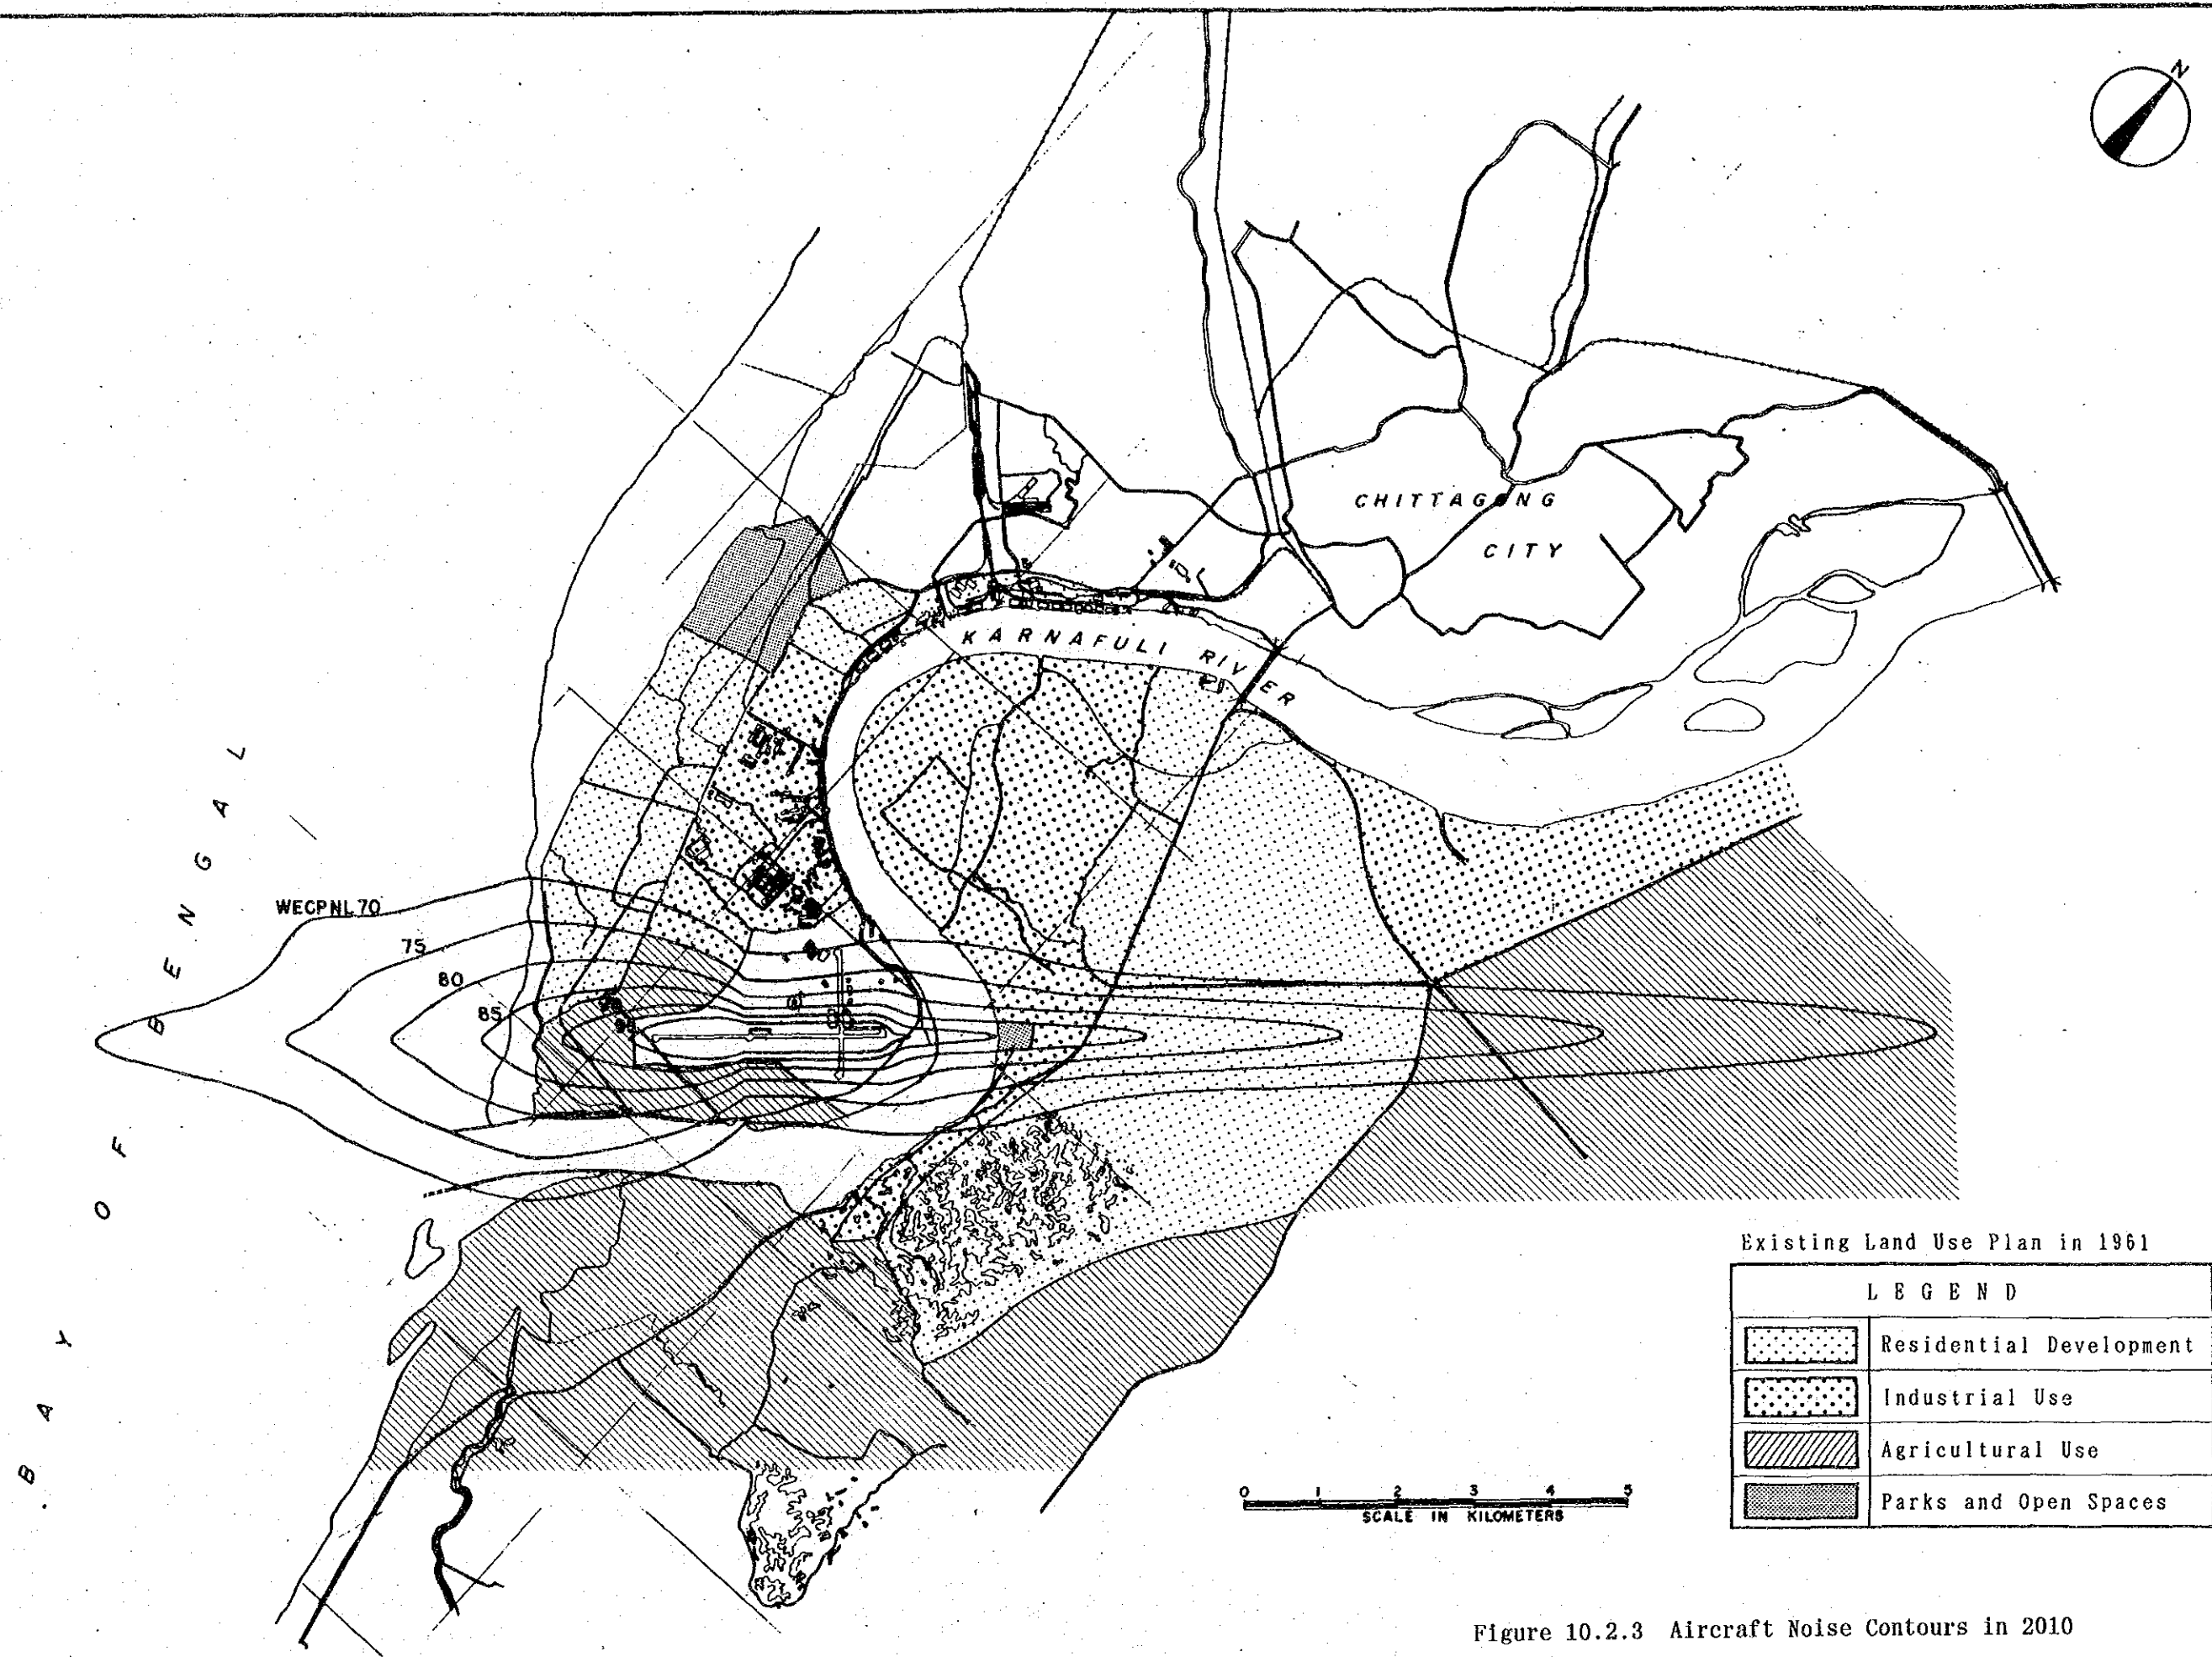 N
CHITTAGONG
CITY
KARNAFULI RIVER
BAY OF BENGAL
WECPNL 70
75
80
85
90
95
Existing Land Use Plan in 1961
LEGEND
Residential Development
Industrial Use
Agricultural Use
Parks and Open Spaces
0 1 2 3 4 5
SCALE IN KILOMETERS
Figure 10.2.3 Aircraft Noise Contours in 2010